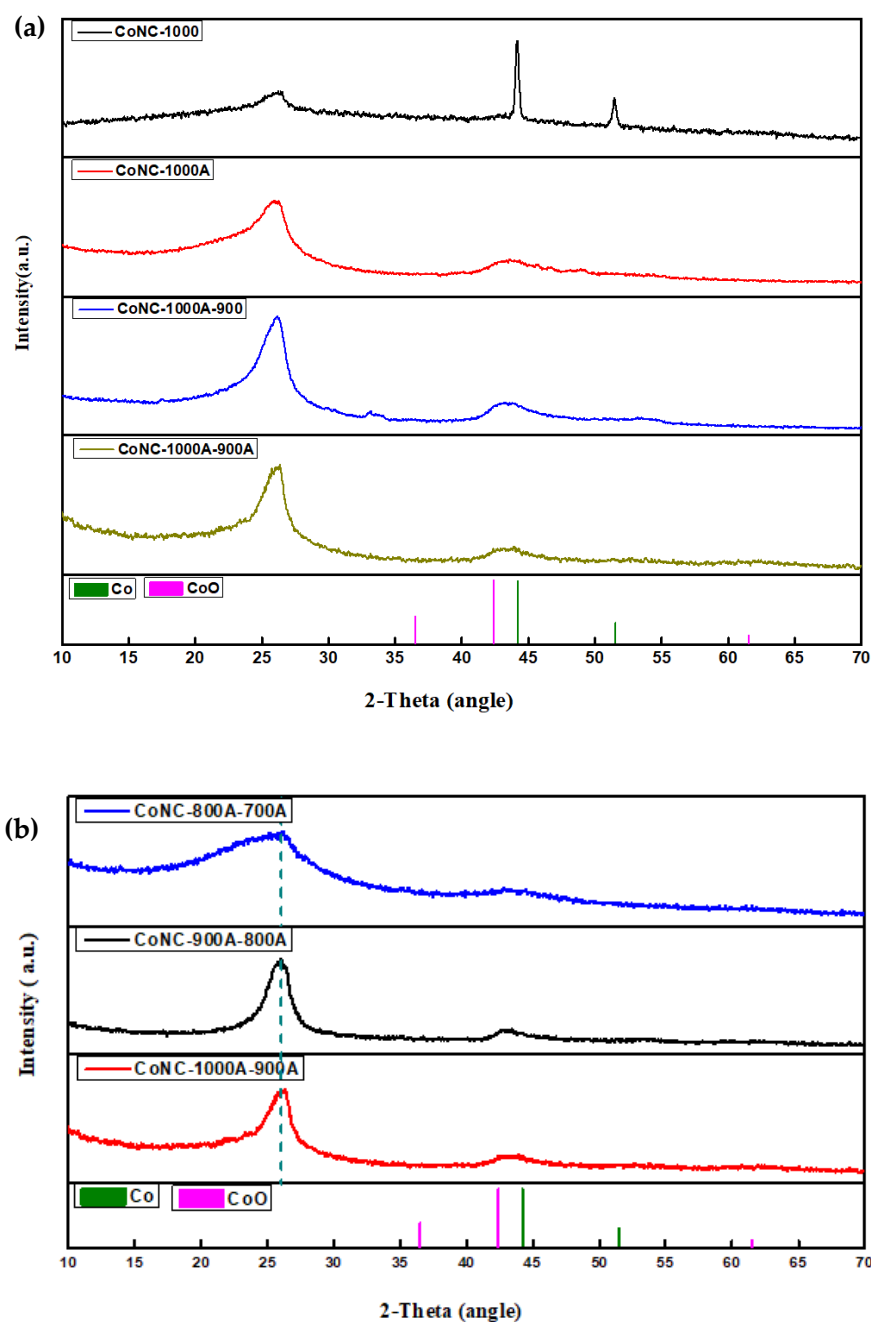 (a)
CoNC-1000
CoNC-1000A
CoNC-1000A-900
CoNC-1000A-900A
Co CoO
Intensity(a.u.)
10 15 20 25 30 35 40 45 50 55 60 65 70
2-Theta (angle)
(b)
CoNC-800A-700A
CoNC-900A-800A
CoNC-1000A-900A
Co CoO
Intensity ( a.u.)
10 15 20 25 30 35 40 45 50 55 60 65 70
2-Theta (angle)